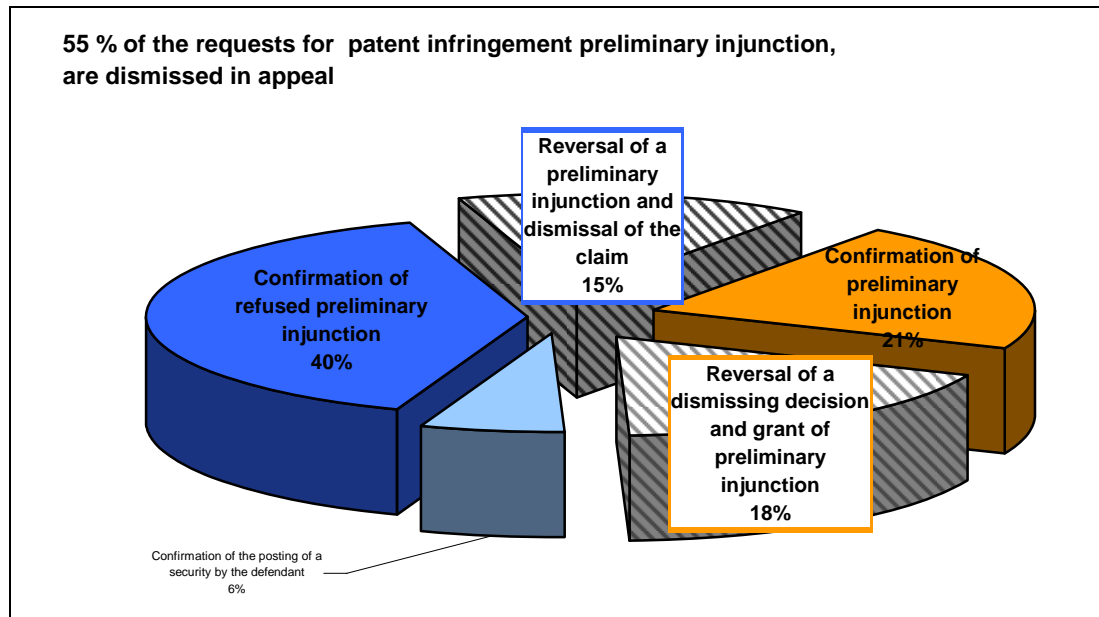 55 % of the requests for  patent infringement preliminary injunction,
are dismissed in appeal
Reversal of a
preliminary
injunction and
dismissal of the
claim
15%
Confirmation of
preliminary
injunction
21%
Confirmation of
refused preliminary
injunction
40%
Reversal of a
dismissing decision
and grant of
preliminary
injunction
18%
Confirmation of the posting of a
security by the defendant
6%